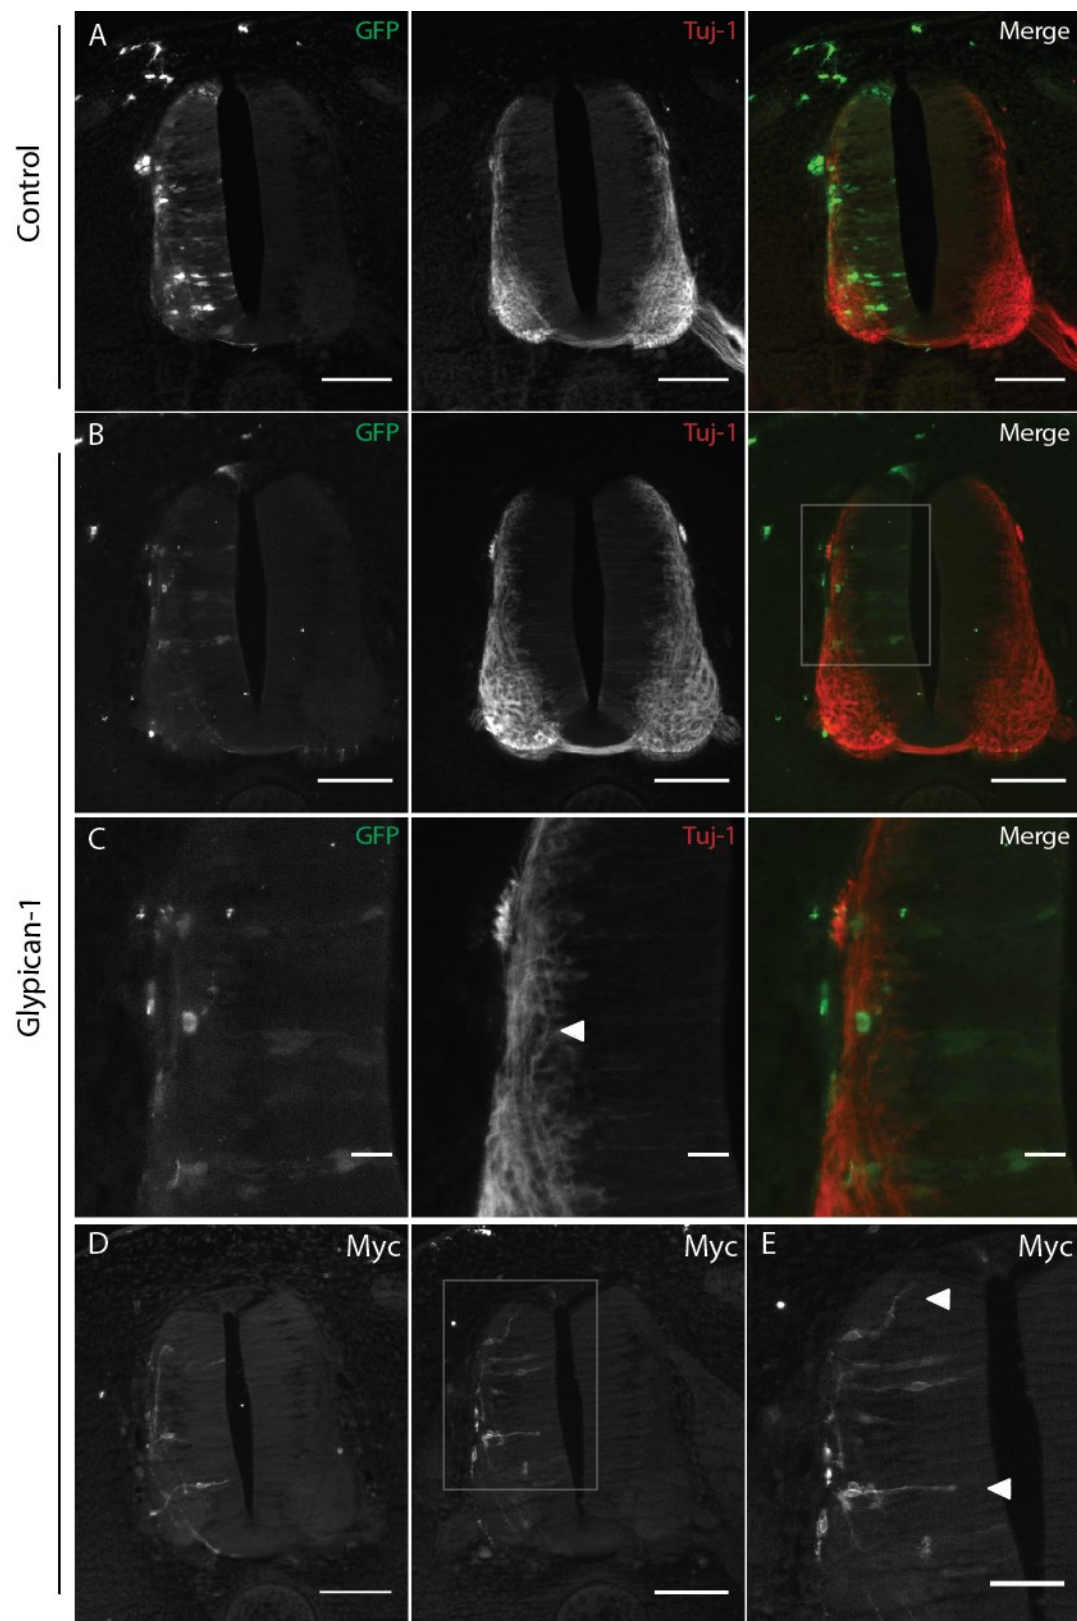 Control
A
GFP
Tuj-1
Merge
Glypican-1
B
GFP
Tuj-1
Merge
C
GFP
Tuj-1
Merge
D
Myc
Myc
E
Myc